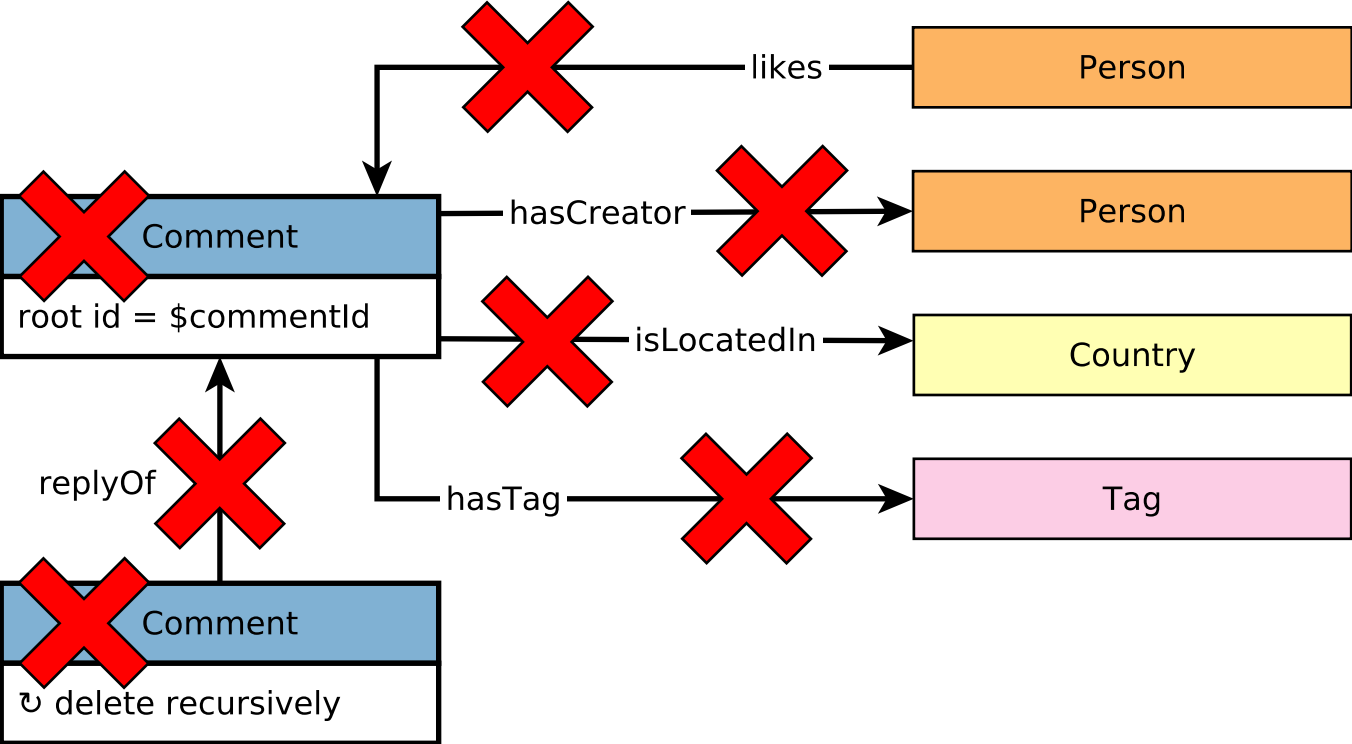 likes
Person
Comment
hasCreator
Person
root id = $commentId
isLocatedIn
Country
replyOf
hasTag
Tag
Comment
↻ delete recursively